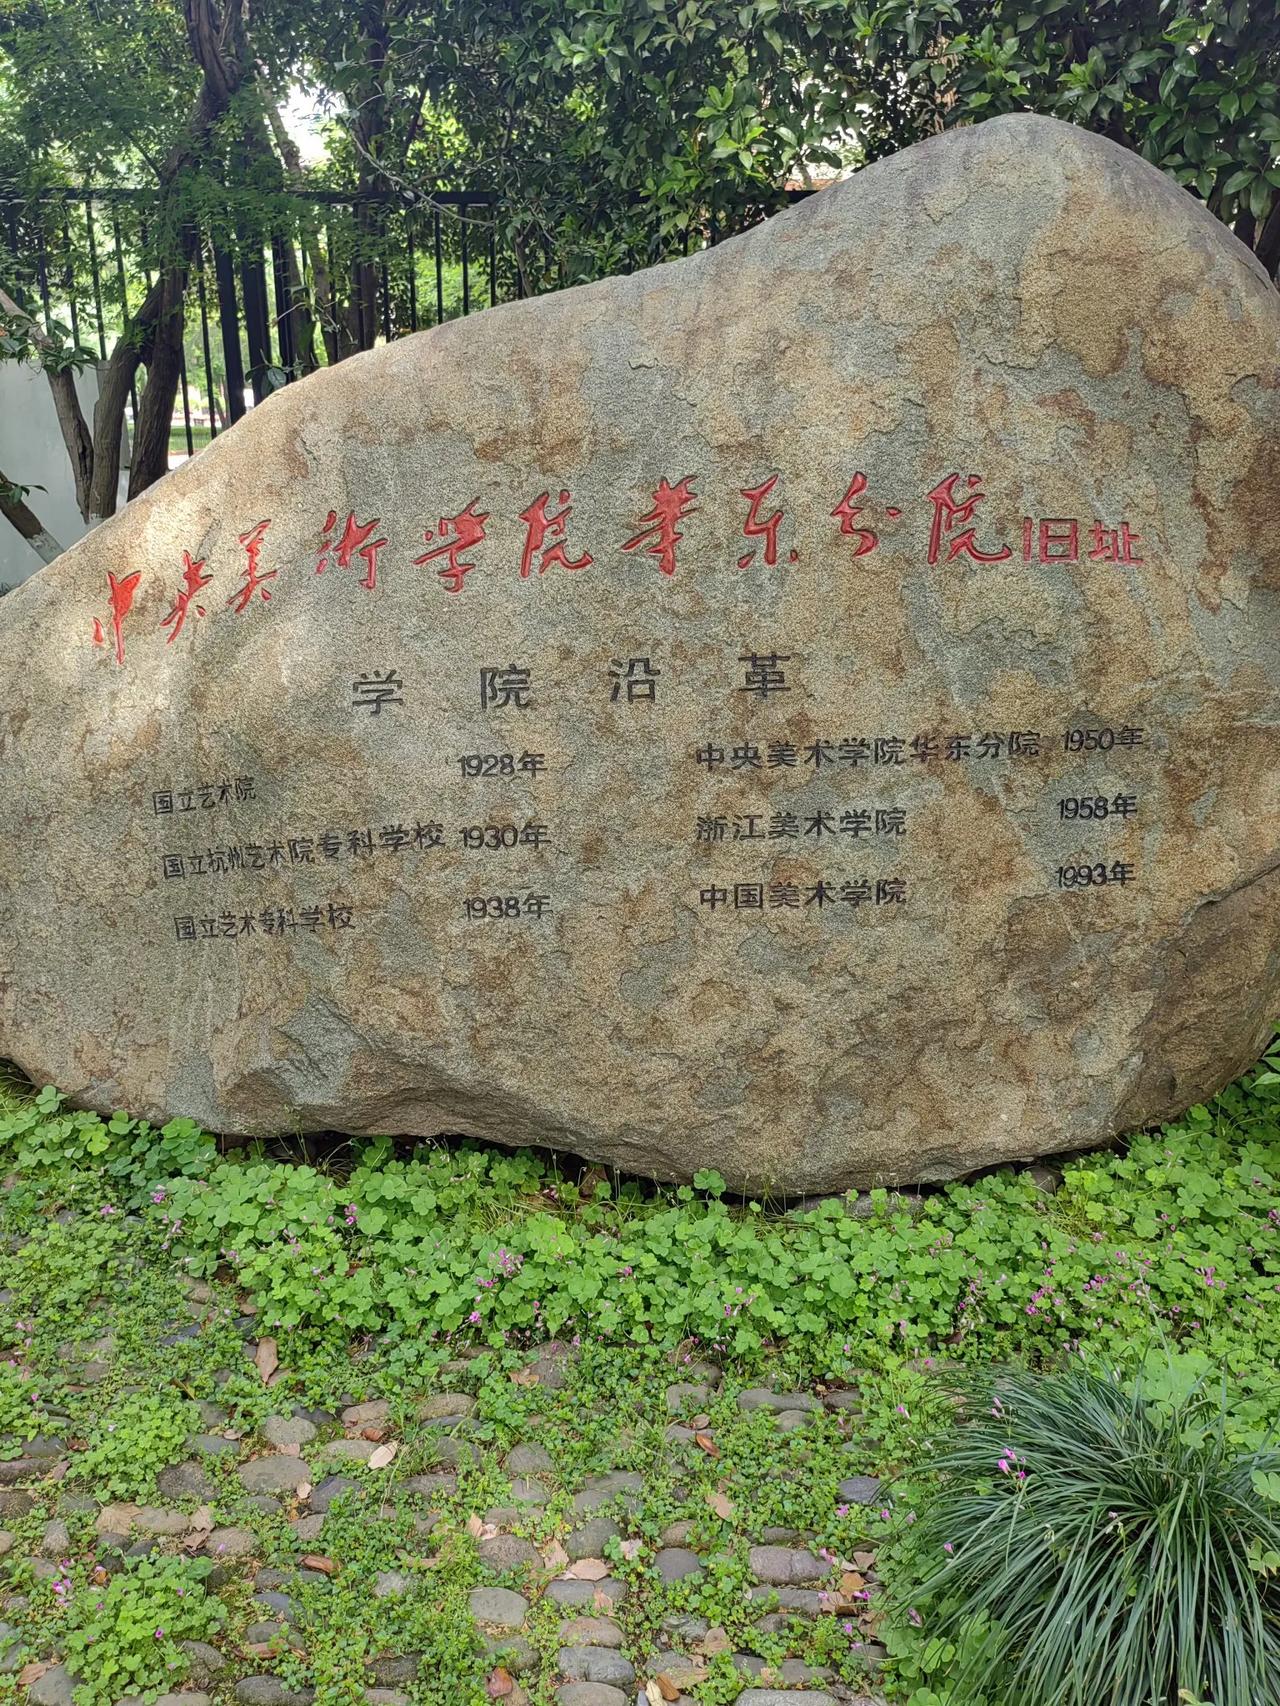 中央美術学院華东分院旧址
学院沿革
国立艺术院 1928年
国立杭州艺术院专科学校 1930年
国立艺术专科学校 1938年
中央美术学院华东分院 1950年
浙江美术学院 1958年
中国美术学院 1993年